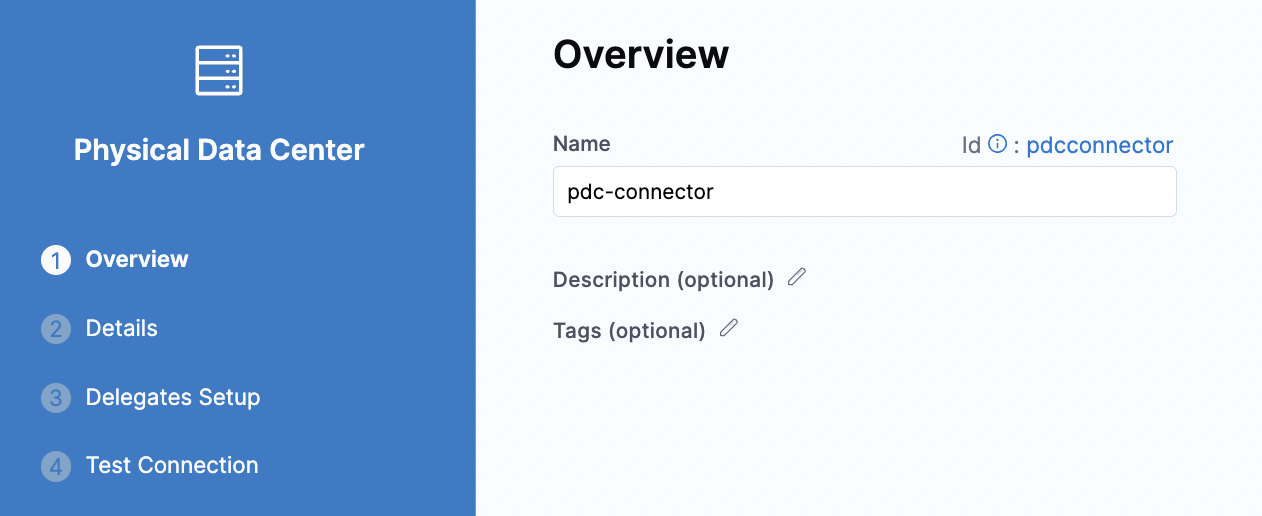 Physical Data Center
1 Overview
2 Details
3 Delegates Setup
4 Test Connection
Overview
Name
Id ⓘ : pdcconnector
pdc-connector
Description (optional)
Tags (optional)